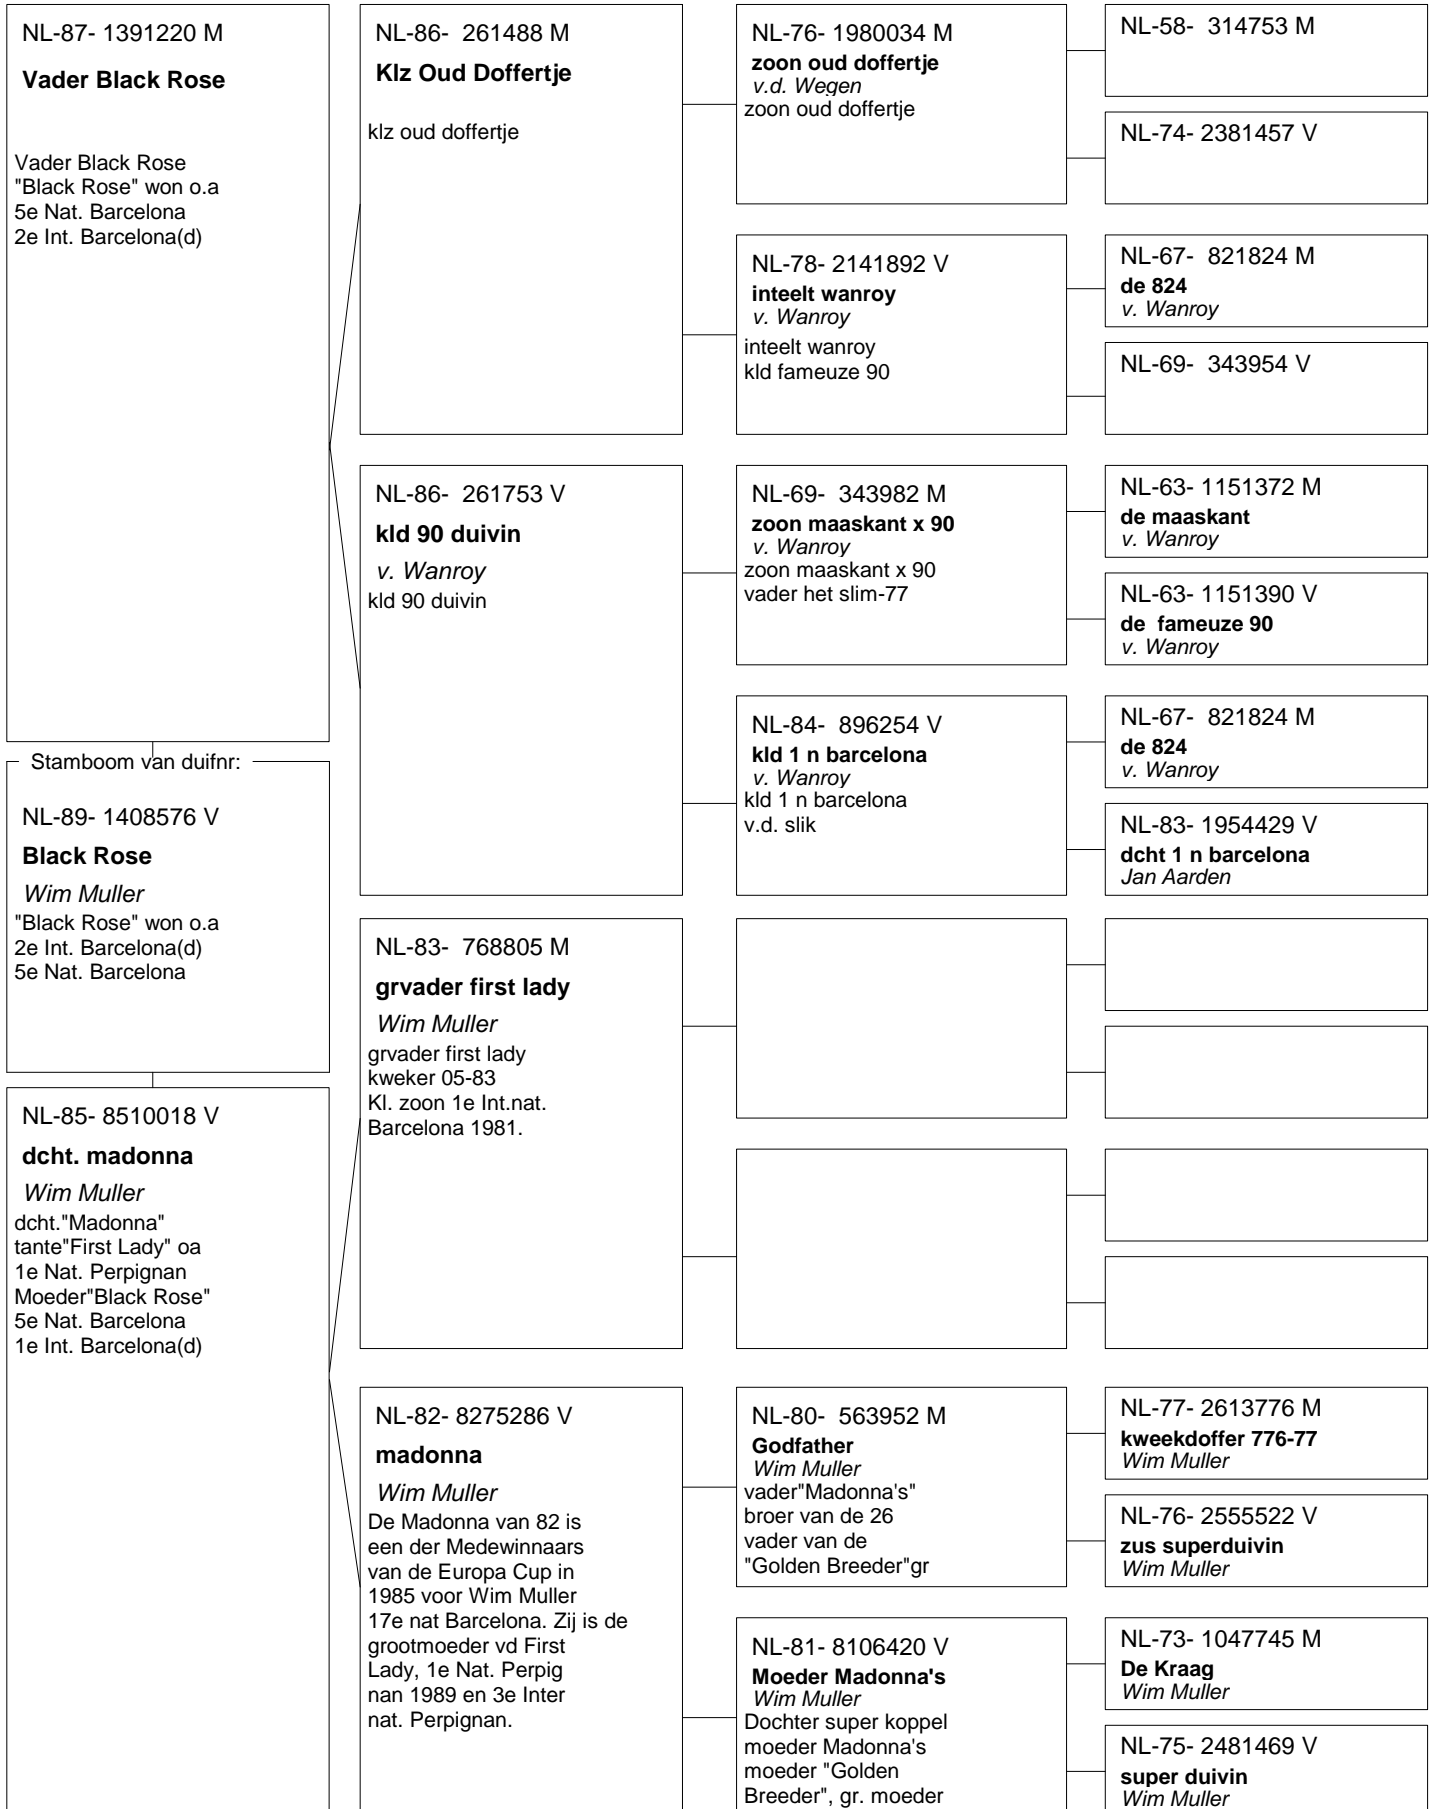 NL-87- 1391220 M
Vader Black Rose
Vader Black Rose
"Black Rose" won o.a
5e Nat. Barcelona
2e Int. Barcelona(d)
Stamboom van duifnr:
NL-89- 1408576 V
Black Rose
Wim Muller
"Black Rose" won o.a
2e Int. Barcelona(d)
5e Nat. Barcelona
NL-85- 8510018 V
dcht. madonna
Wim Muller
dcht."Madonna"
tante"First Lady" oa
1e Nat. Perpignan
Moeder"Black Rose"
5e Nat. Barcelona
1e Int. Barcelona(d)
NL-86-  261488 M
Klz Oud Doffertje
klz oud doffertje
NL-86-  261753 V
kld 90 duivin
v. Wanroy
kld 90 duivin
NL-83-  768805 M
grvader first lady
Wim Muller
grvader first lady
kweker 05-83
Kl. zoon 1e Int.nat.
Barcelona 1981.
NL-82- 8275286 V
madonna
Wim Muller
De Madonna van 82 is
een der Medewinnaars
van de Europa Cup in
1985 voor Wim Muller
17e nat Barcelona. Zij is de
grootmoeder vd First
Lady, 1e Nat. Perpig
nan 1989 en 3e Inter
nat. Perpignan.
NL-76- 1980034 M
zoon oud doffertje
v.d. Wegen
zoon oud doffertje
NL-78- 2141892 V
inteelt wanroy
v. Wanroy
inteelt wanroy
kld fameuze 90
NL-69-  343982 M
zoon maaskant x 90
v. Wanroy
zoon maaskant x 90
vader het slim-77
NL-84-  896254 V
kld 1 n barcelona
v. Wanroy
kld 1 n barcelona
v.d. slik
NL-80-  563952 M
Godfather
Wim Muller
vader"Madonna's"
broer van de 26
vader van de
"Golden Breeder"gr
NL-81- 8106420 V
Moeder Madonna's
Wim Muller
Dochter super koppel
moeder Madonna's
moeder "Golden
Breeder", gr. moeder
NL-58-  314753 M
NL-74- 2381457 V
NL-67-  821824 M
de 824
v. Wanroy
NL-69-  343954 V
NL-63- 1151372 M
de maaskant
v. Wanroy
NL-63- 1151390 V
de  fameuze 90
v. Wanroy
NL-67-  821824 M
de 824
v. Wanroy
NL-83- 1954429 V
dcht 1 n barcelona
Jan Aarden
NL-77- 2613776 M
kweekdoffer 776-77
Wim Muller
NL-76- 2555522 V
zus superduivin
Wim Muller
NL-73- 1047745 M
De Kraag
Wim Muller
NL-75- 2481469 V
super duivin
Wim Muller